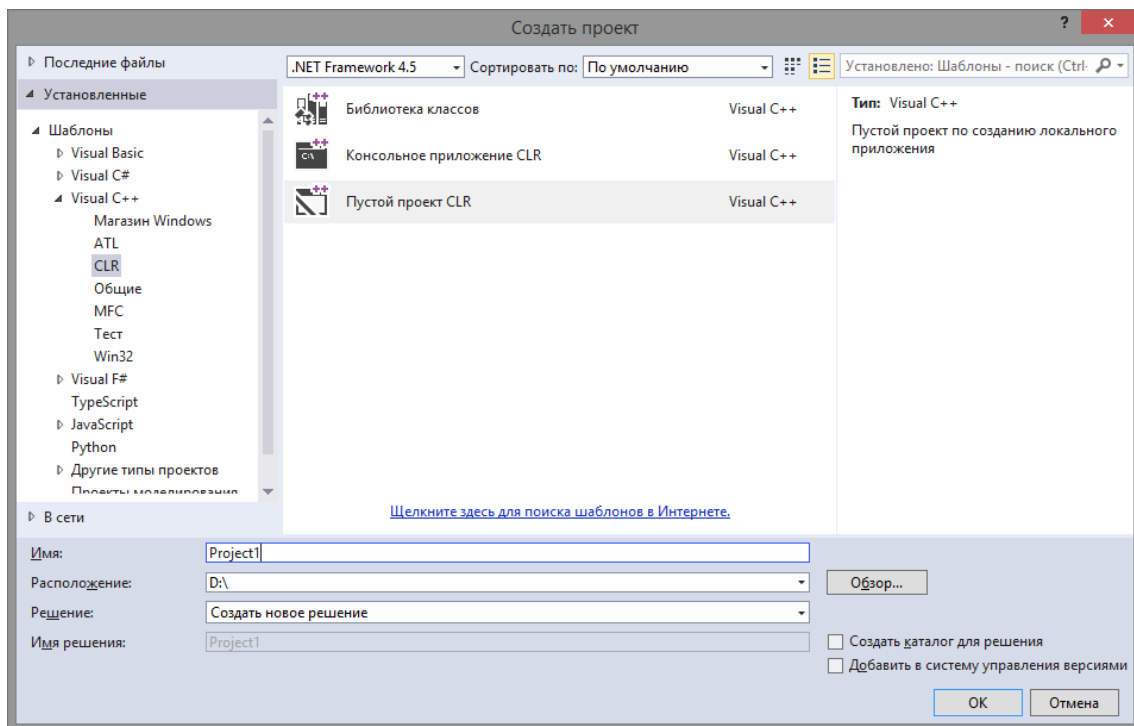 Создать проект
?
Последние файлы
.NET Framework 4.5
Сортировать по:
По умолчанию
Установлено: Шаблоны - поиск (Ctrl-
Установленные
Шаблоны
Visual Basic
Visual C#
Visual C++
Магазин Windows
ATL
CLR
Общие
MFC
Тест
Win32
Visual F#
TypeScript
JavaScript
Python
Другие типы проектов
Проекты моделирования
В сети
Библиотека классов Visual C++
Консольное приложение CLR Visual C++
Пустой проект CLR Visual C++
Щелкните здесь для поиска шаблонов в Интернете.
Тип: Visual C++
Пустой проект по созданию локального
приложения
Имя: Project1
Расположение: D:\
Обзор...
Решение: Создать новое решение
Имя решения: Project1
Создать каталог для решения
Добавить в систему управления версиями
OK
Отмена